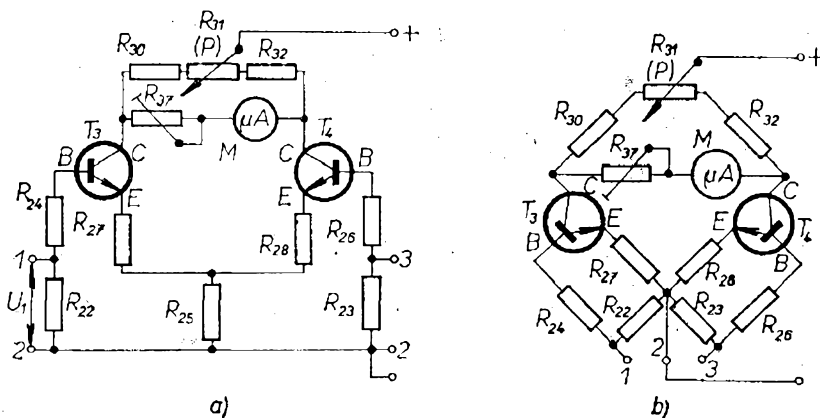 R31
(P)
R30
R32
+
R37
μA
M
T3
T4
B
C
E
C
E
B
R24
R27
R28
R26
1
3
U1
R22
R25
R23
2
2
a)
R31
(P)
+
R30
R32
R37
μA
M
T3
C
E
B
C
E
T4
B
R27
R28
R24
R22
R23
R26
1
2
3
b)